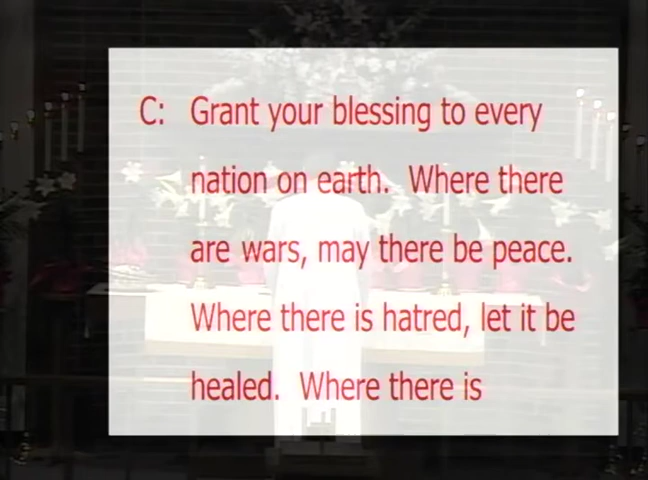 C: Grant your blessing to every
nation on earth. Where there
are wars, may there be peace.
Where there is hatred, let it be
healed. Where there is